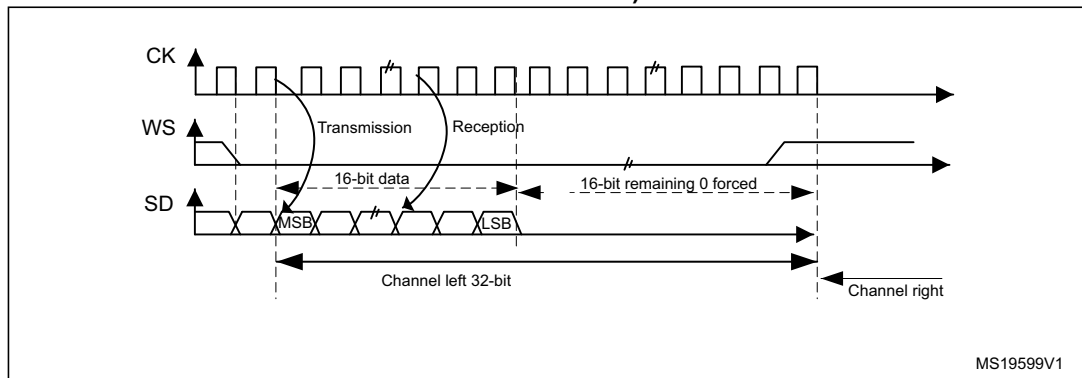 CK
Transmission
Reception
WS
16-bit data
16-bit remaining 0 forced
SD
MSB
LSB
Channel left 32-bit
Channel right
MS19599V1